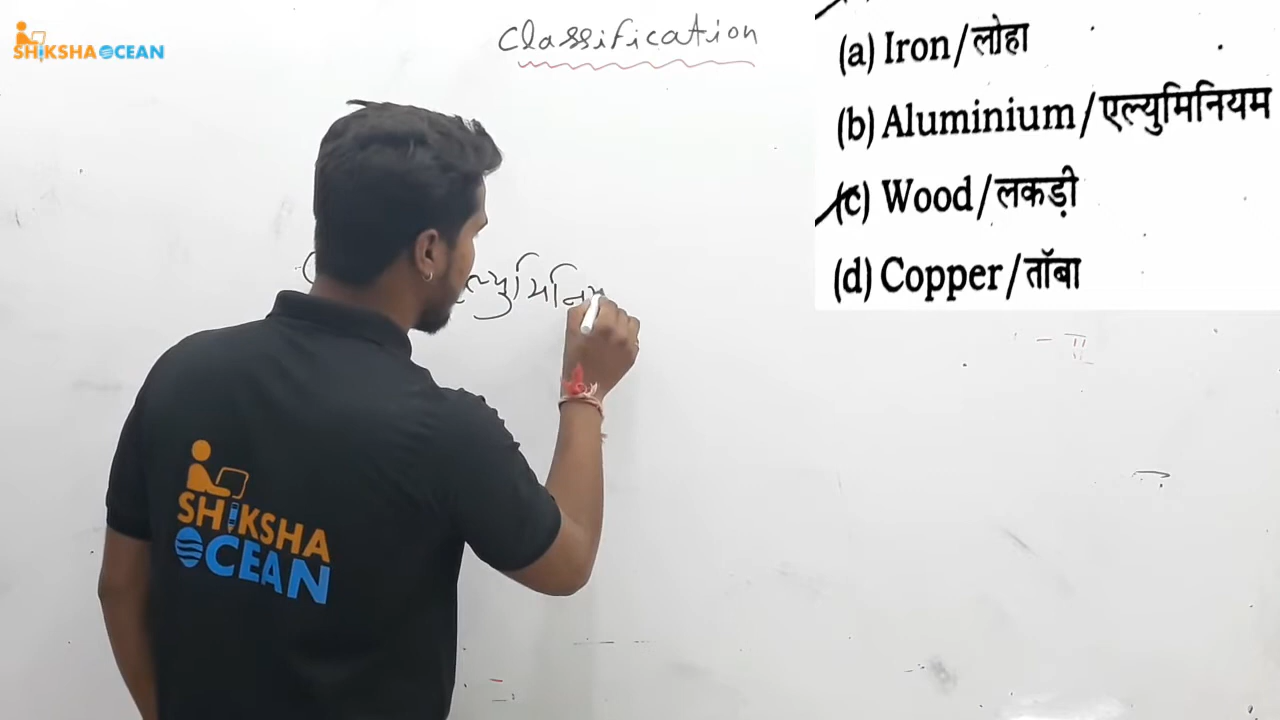 SHIKSHA OCEAN
Classification
(a) Iron/लोहा
(b) Aluminium/एल्युमिनियम
(c) Wood/लकड़ी
(d) Copper/ताॅबा
SHIKSHA
OCEAN